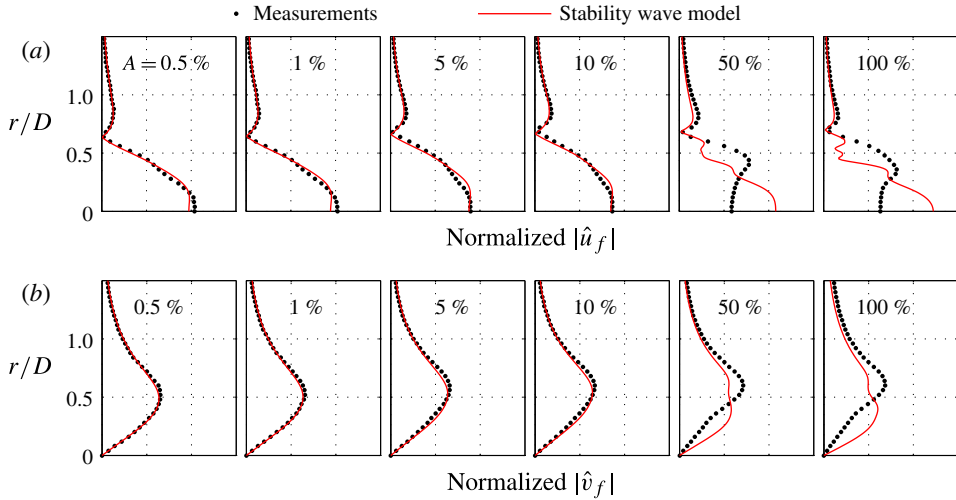 • Measurements — Stability wave model
(a)
A = 0.5 % 1 % 5 % 10 % 50 % 100 %
1.0
r/D
0.5
0
Normalized |û_f|
(b)
0.5 % 1 % 5 % 10 % 50 % 100 %
1.0
r/D
0.5
0
Normalized |v̂_f|